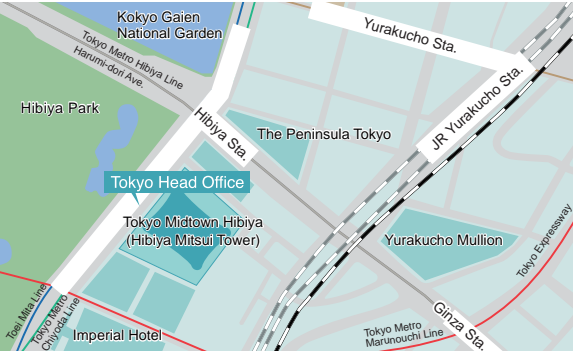 Kokyo Gaien
National Garden
Yurakucho Sta.
Tokyo Metro Hibiya Line
Harumi-dori Ave.
JR Yurakucho Sta.
Hibiya Park
Hibiya Sta.
The Peninsula Tokyo
Tokyo Head Office
Tokyo Midtown Hibiya
(Hibiya Mitsui Tower)
Yurakucho Mullion
Tokyo Expressway
Toei Mita Line
Tokyo Metro
Chiyoda Line
Imperial Hotel
Tokyo Metro
Marunouchi Line
Ginza Sta.